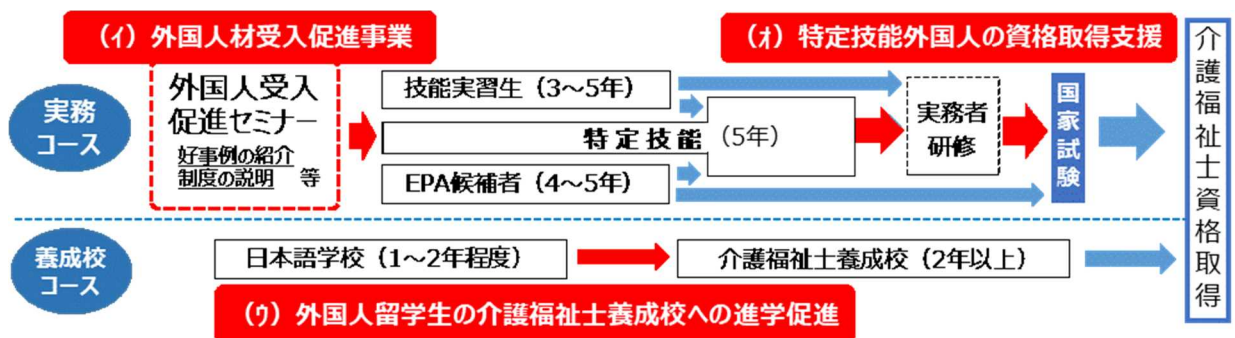 (ｲ) 外国人材受入促進事業
(ｵ) 特定技能外国人の資格取得支援
実務
コース
外国人受入
促進セミナー
好事例の紹介
制度の説明 等
技能実習生（3～5年）
特定技能（5年）
EPA候補者（4～5年）
実務者
研修
国家試験
介護福祉士資格取得
養成校
コース
日本語学校（1～2年程度）
介護福祉士養成校（2年以上）
(ｳ) 外国人留学生の介護福祉士養成校への進学促進